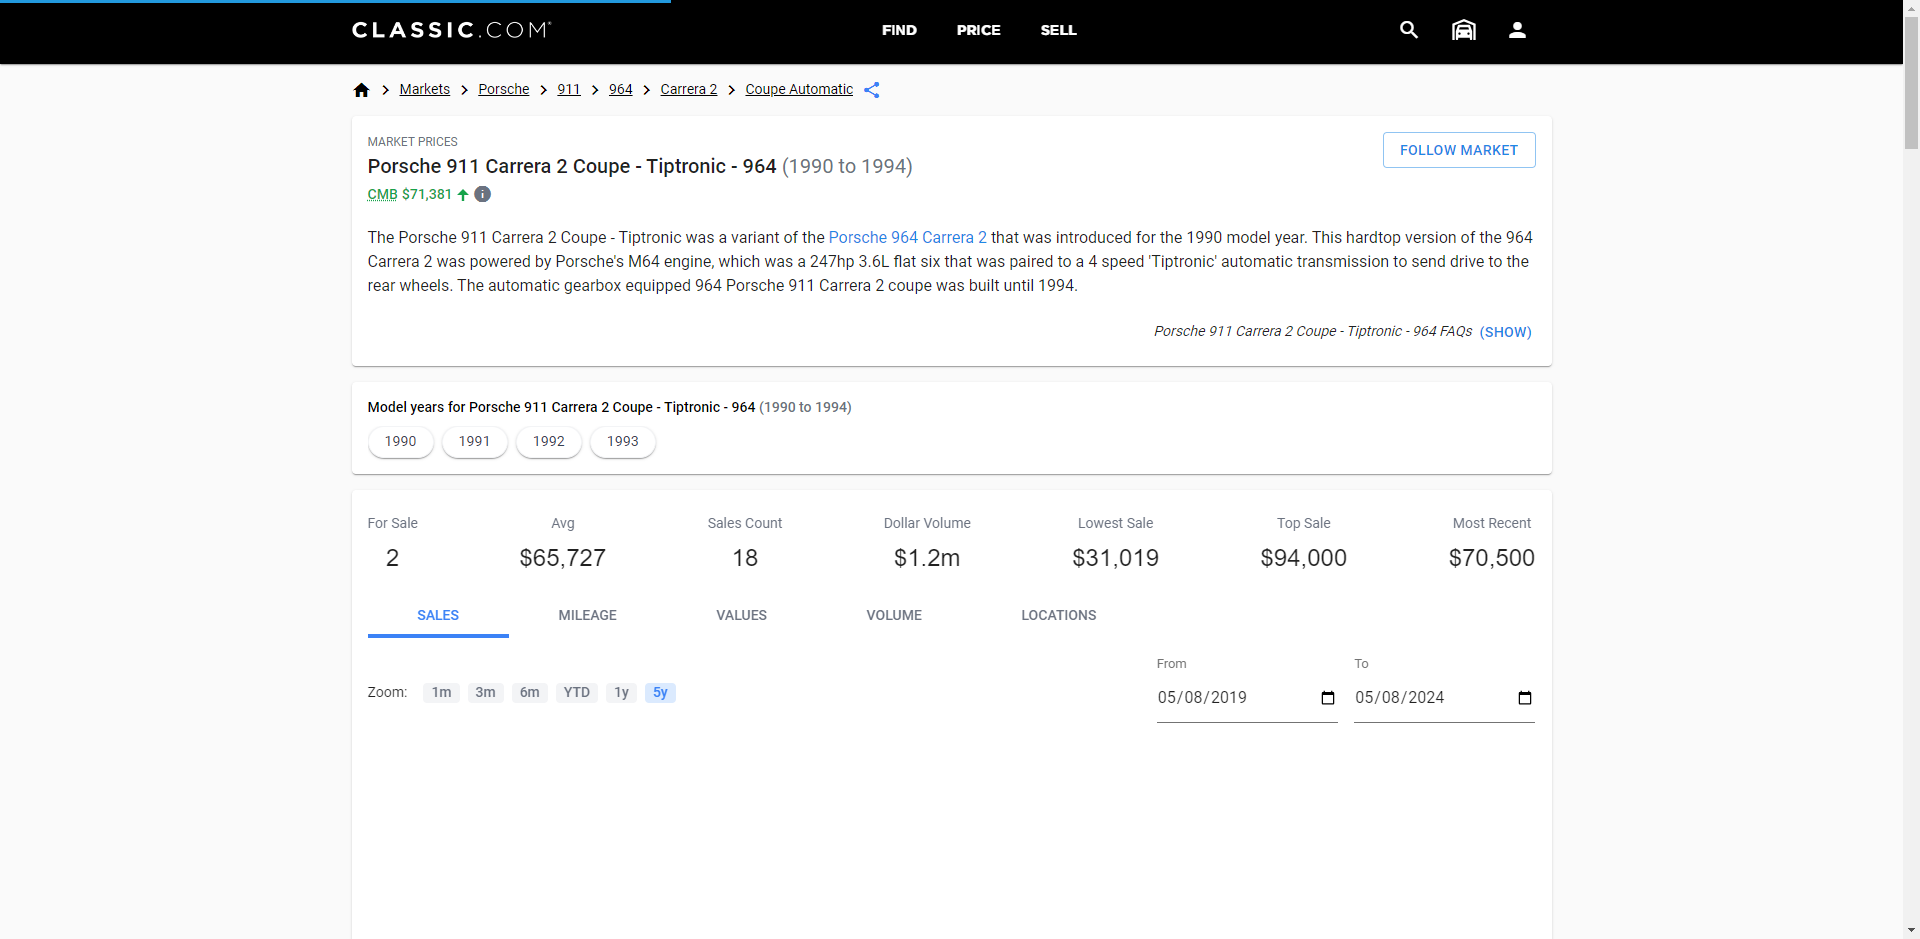 CLASSIC.COM
FIND PRICE SELL
Markets Porsche 911 964 Carrera 2 Coupe Automatic
MARKET PRICES
FOLLOW MARKET
Porsche 911 Carrera 2 Coupe - Tiptronic - 964 (1990 to 1994)
CMB $71,381
The Porsche 911 Carrera 2 Coupe - Tiptronic was a variant of the Porsche 964 Carrera 2 that was introduced for the 1990 model year. This hardtop version of the 964
Carrera 2 was powered by Porsche's M64 engine, which was a 247hp 3.6L flat six that was paired to a 4 speed 'Tiptronic' automatic transmission to send drive to the
rear wheels. The automatic gearbox equipped 964 Porsche 911 Carrera 2 coupe was built until 1994.
Porsche 911 Carrera 2 Coupe - Tiptronic - 964 FAQs (SHOW)
Model years for Porsche 911 Carrera 2 Coupe - Tiptronic - 964 (1990 to 1994)
1990 1991 1992 1993
For Sale Avg Sales Count Dollar Volume Lowest Sale Top Sale Most Recent
2 $65,727 18 $1.2m $31,019 $94,000 $70,500
SALES MILEAGE VALUES VOLUME LOCATIONS
From To
Zoom: 1m 3m 6m YTD 1y 5y
05/08/2019 05/08/2024